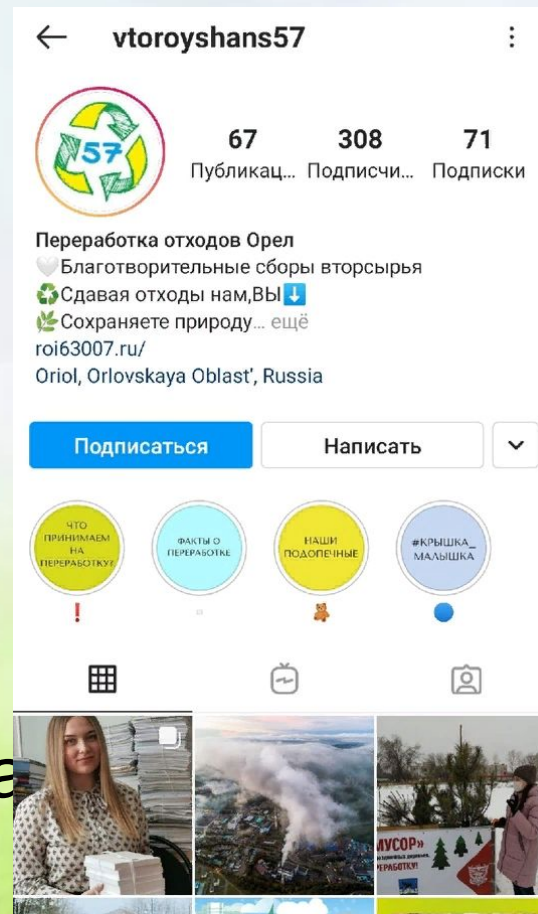 vtoroyshans57
57
67 308 71
Публикац... Подписчи... Подписки
Переработка отходов Орел
Благотворительные сборы вторсырья
Сдавая отходы нам,ВЫ
Сохраняете природу... ещё
roi63007.ru/
Oriol, Orlovskaya Oblast', Russia
Подписаться Написать
ЧТО
ПРИНИМАЕМ
НА
ПЕРЕРАБОТКУ?
ФАКТЫ О
ПЕРЕРАБОТКЕ
НАШИ
ПОДОПЕЧНЫЕ
#КРЫШКА_
МАЛЫШКА
МУСОР»